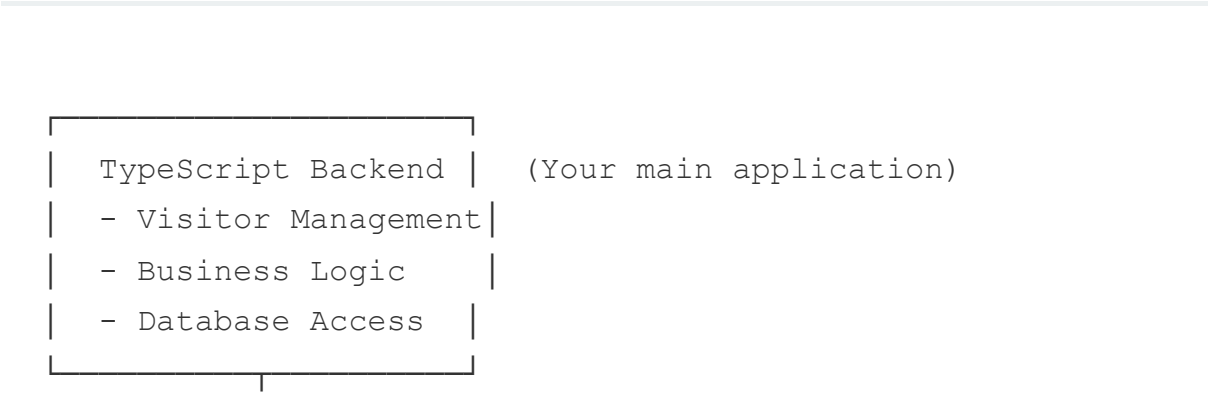 TypeScript Backend (Your main application)
- Visitor Management
- Business Logic
- Database Access